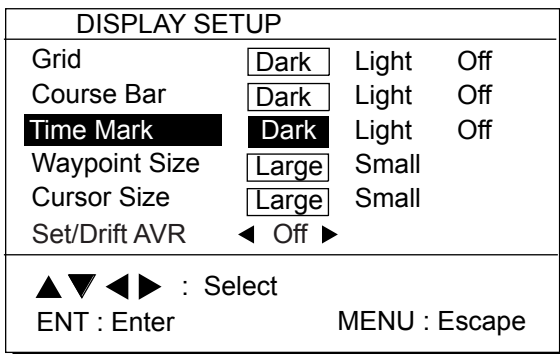 DISPLAY SETUP
Grid Dark Light Off
Course Bar Dark Light Off
Time Mark Dark Light Off
Waypoint Size Large Small
Cursor Size Large Small
Set/Drift AVR ◀ Off ▶
▲ ▼ ◀ ▶ : Select
ENT : Enter MENU : Escape